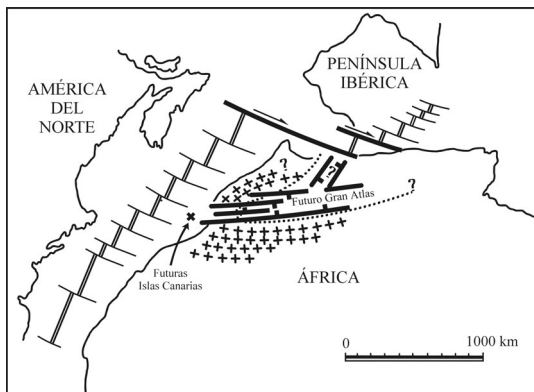 AMÉRICA
DEL
NORTE
PENÍNSULA
IBÉRICA
?
?
?
Futuro Gran Atlas
Futuras
Islas Canarias
ÁFRICA
0
1000 km